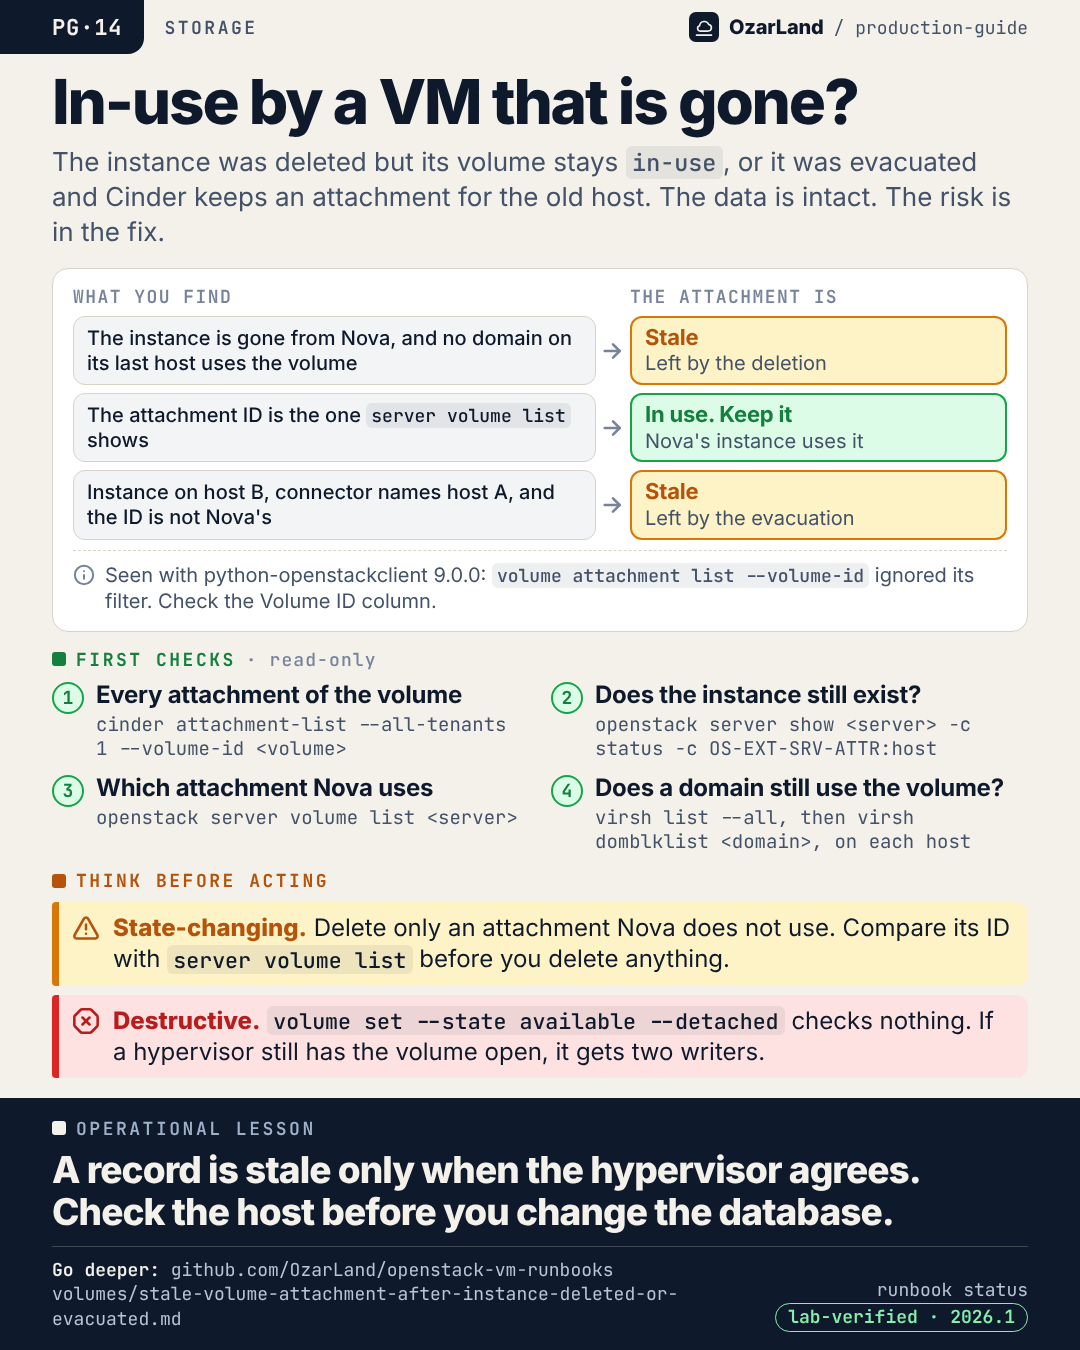 PG·14 STORAGE OzarLand / production-guide
In-use by a VM that is gone?
The instance was deleted but its volume stays in-use, or it was evacuated
and Cinder keeps an attachment for the old host. The data is intact. The risk is
in the fix.
WHAT YOU FIND THE ATTACHMENT IS
The instance is gone from Nova, and no domain on
its last host uses the volume
→
Stale
Left by the deletion
The attachment ID is the one server volume list
shows
→
In use. Keep it
Nova's instance uses it
Instance on host B, connector names host A, and
the ID is not Nova's
→
Stale
Left by the evacuation
Seen with python-openstackclient 9.0.0: volume attachment list --volume-id ignored its
filter. Check the Volume ID column.
FIRST CHECKS · read-only
1 Every attachment of the volume
cinder attachment-list --all-tenants
1 --volume-id <volume>
2 Does the instance still exist?
openstack server show <server> -c
status -c OS-EXT-SRV-ATTR:host
3 Which attachment Nova uses
openstack server volume list <server>
4 Does a domain still use the volume?
virsh list --all, then virsh
domblklist <domain>, on each host
THINK BEFORE ACTING
State-changing. Delete only an attachment Nova does not use. Compare its ID
with server volume list before you delete anything.
Destructive. volume set --state available --detached checks nothing. If
a hypervisor still has the volume open, it gets two writers.
OPERATIONAL LESSON
A record is stale only when the hypervisor agrees.
Check the host before you change the database.
Go deeper: github.com/OzarLand/openstack-vm-runbooks
volumes/stale-volume-attachment-after-instance-deleted-or-
evacuated.md
runbook status
lab-verified · 2026.1